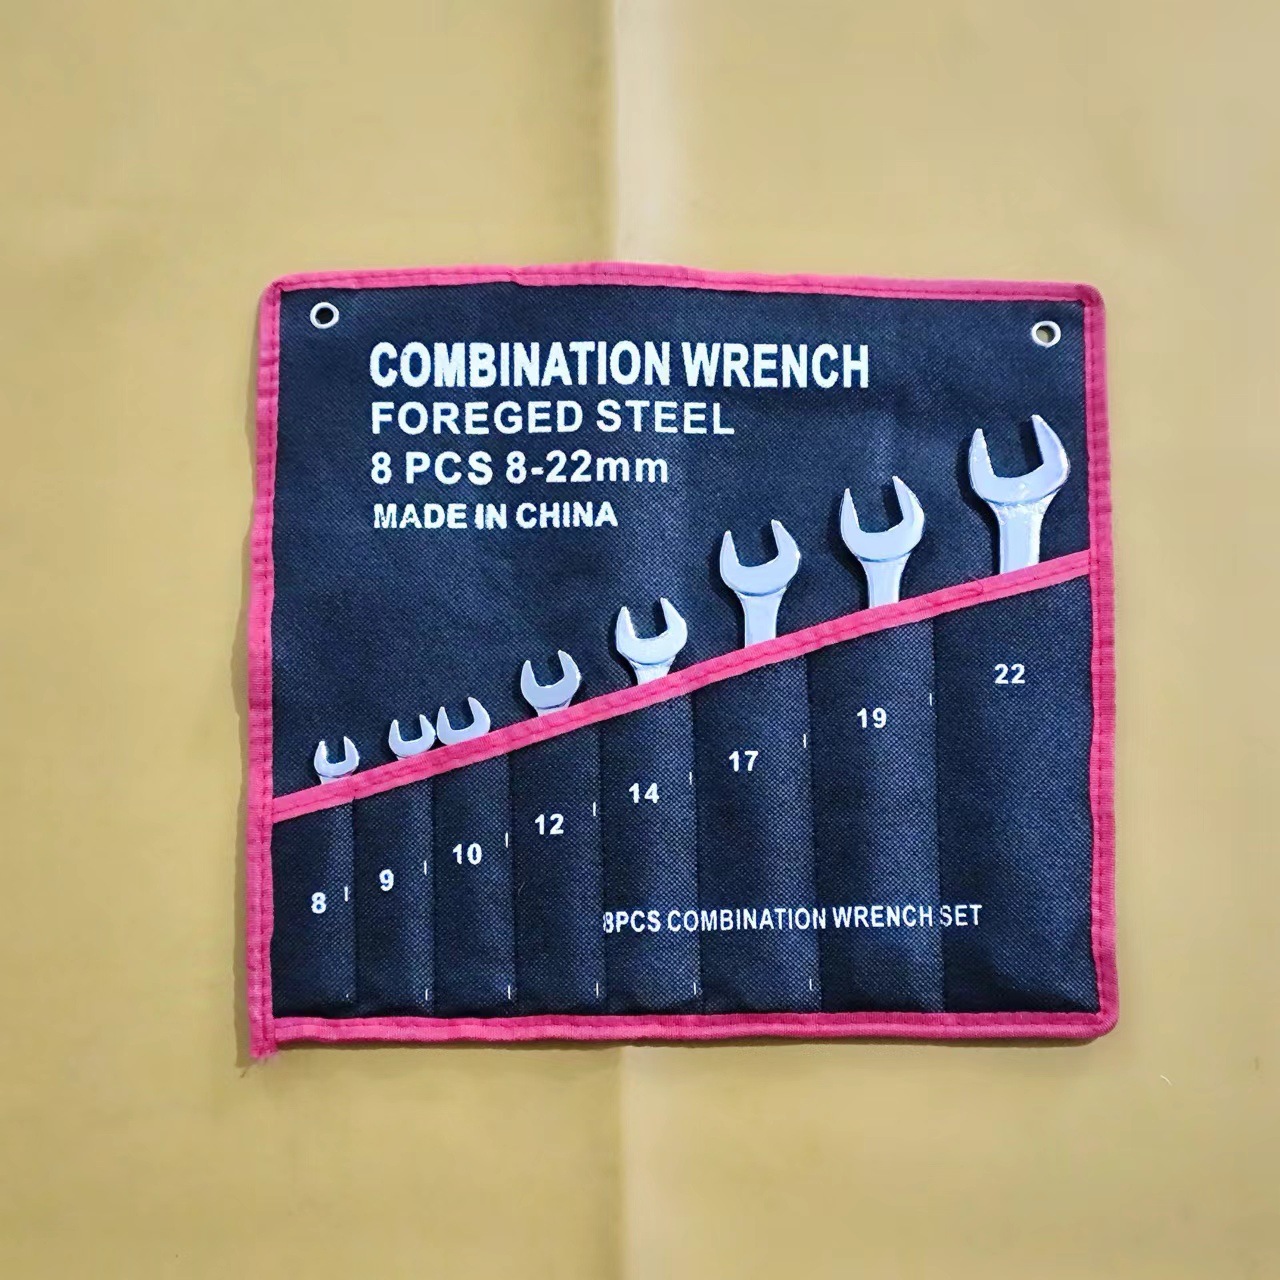 COMBINATION WRENCH
FOREGED STEEL
8 PCS 8-22mm
MADE IN CHINA
22
19
17
14
12
10
9
8
8PCS COMBINATION WRENCH SET